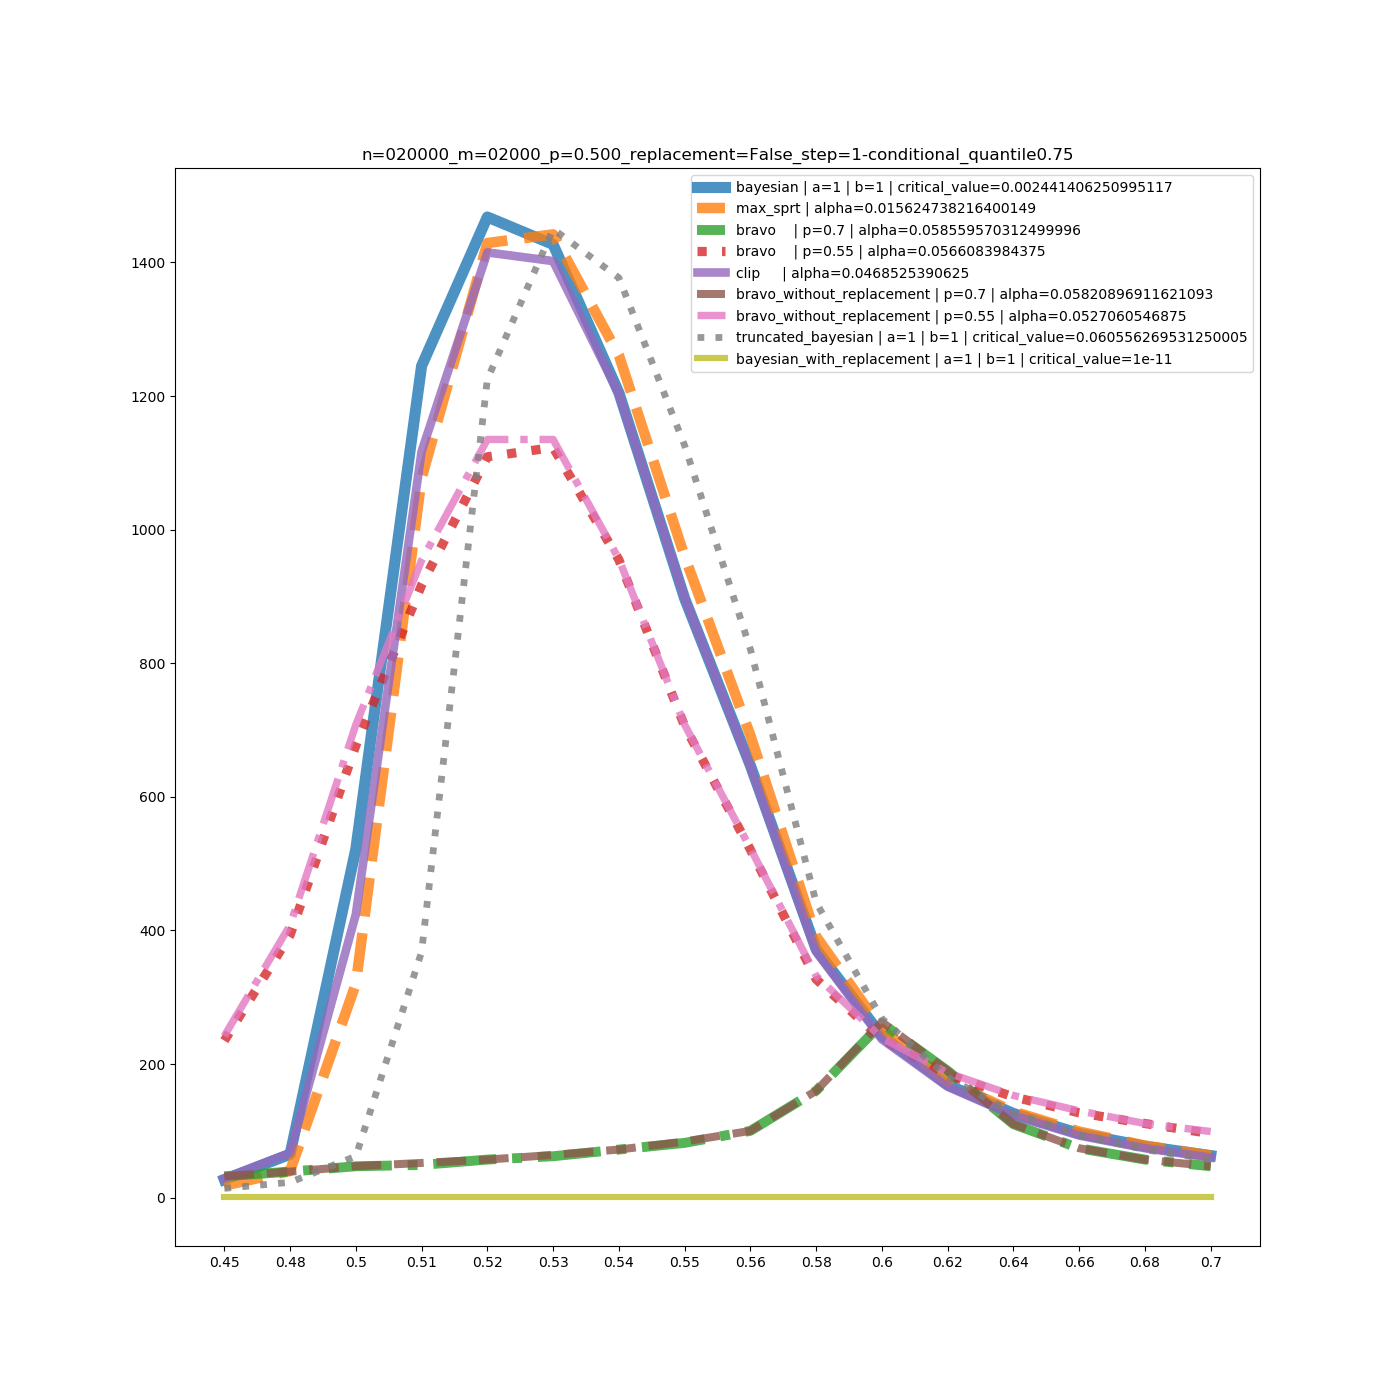 n=020000_m=02000_p=0.500_replacement=False_step=1-conditional_quantile0.75
bayesian | a=1 | b=1 | critical_value=0.002441406250995117
max_sprt | alpha=0.015624738216400149
bravo    | p=0.7 | alpha=0.058559570312499996
bravo    | p=0.55 | alpha=0.0566083984375
clip     | alpha=0.0468525390625
bravo_without_replacement | p=0.7 | alpha=0.05820896911621093
bravo_without_replacement | p=0.55 | alpha=0.0527060546875
truncated_bayesian | a=1 | b=1 | critical_value=0.060556269531250005
bayesian_with_replacement | a=1 | b=1 | critical_value=1e-11
1400
1200
1000
800
600
400
200
0
0.45 0.48 0.5 0.51 0.52 0.53 0.54 0.55 0.56 0.58 0.6 0.62 0.64 0.66 0.68 0.7